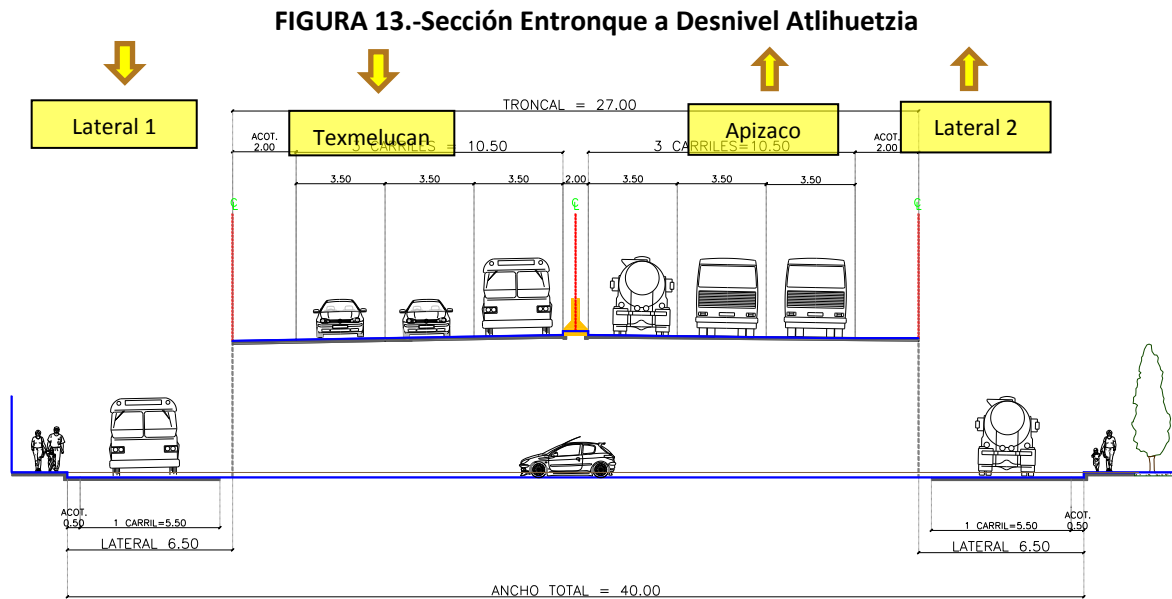 FIGURA 13.-Sección Entronque a Desnivel Atlihuetzia
Lateral 1
Texmelucan
Apizaco
Lateral 2
TRONCAL = 27.00
ACOT.
2.00
3 CARRILES = 10.50
3 CARRILES=10.50
ACOT.
2.00
3.50
3.50
3.50
2.00
3.50
3.50
3.50
℄
℄
℄
ACOT.
0.50
1 CARRIL=5.50
LATERAL 6.50
ACOT.
1 CARRIL=5.50
0.50
LATERAL 6.50
ANCHO TOTAL = 40.00